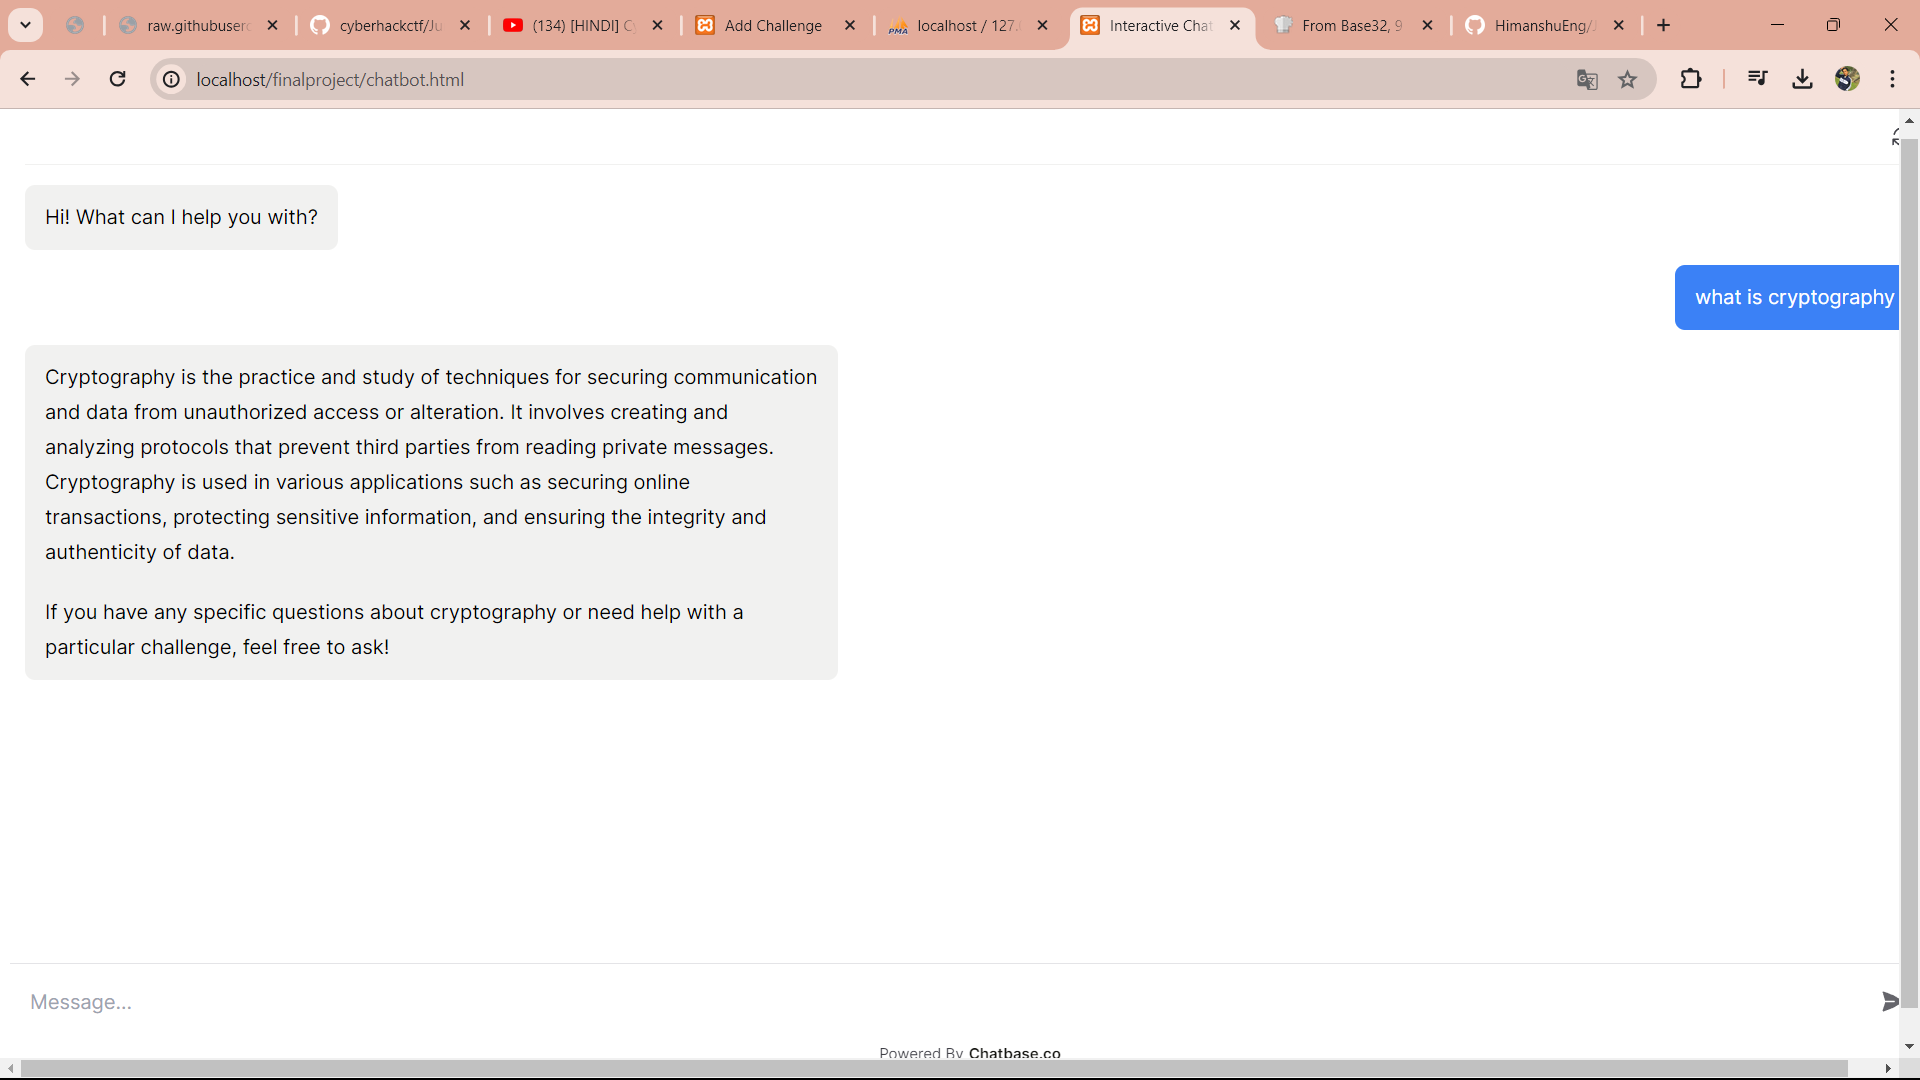 raw.githubuserc
cyberhackctf/Ju
(134) [HINDI] C
Add Challenge
localhost / 127.
Interactive Chat
From Base32, 9
HimanshuEng/
localhost/finalproject/chatbot.html
Hi! What can I help you with?
what is cryptography
Cryptography is the practice and study of techniques for securing communication
and data from unauthorized access or alteration. It involves creating and
analyzing protocols that prevent third parties from reading private messages.
Cryptography is used in various applications such as securing online
transactions, protecting sensitive information, and ensuring the integrity and
authenticity of data.
If you have any specific questions about cryptography or need help with a
particular challenge, feel free to ask!
Message...
Powered By Chatbase.co